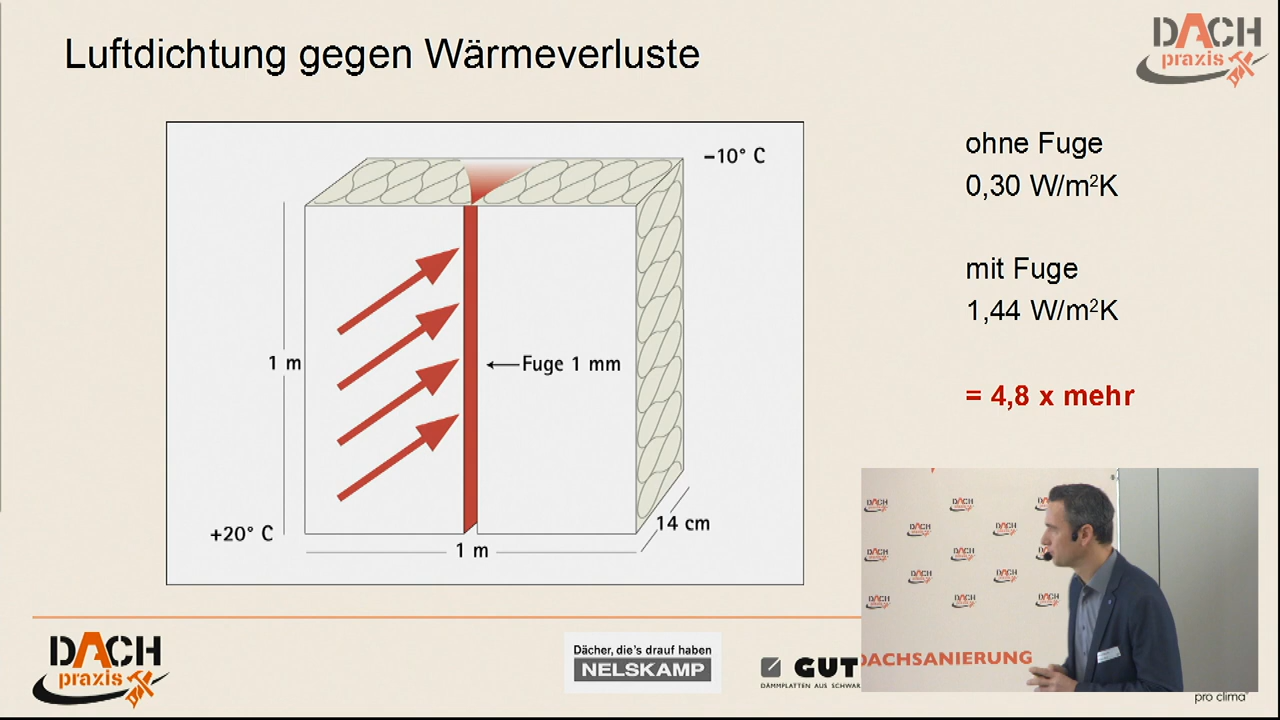 Luftdichtung gegen Wärmeverluste
DACH
praxis
−10° C
ohne Fuge
0,30 W/m²K
mit Fuge
1,44 W/m²K
= 4,8 x mehr
1 m
Fuge 1 mm
+20° C
14 cm
1 m
DACHSANIERUNG
DACH
praxis
Dächer, die's drauf haben
NELSKAMP
GUT
DÄMMPLATTEN AUS SCHWAR
pro clima